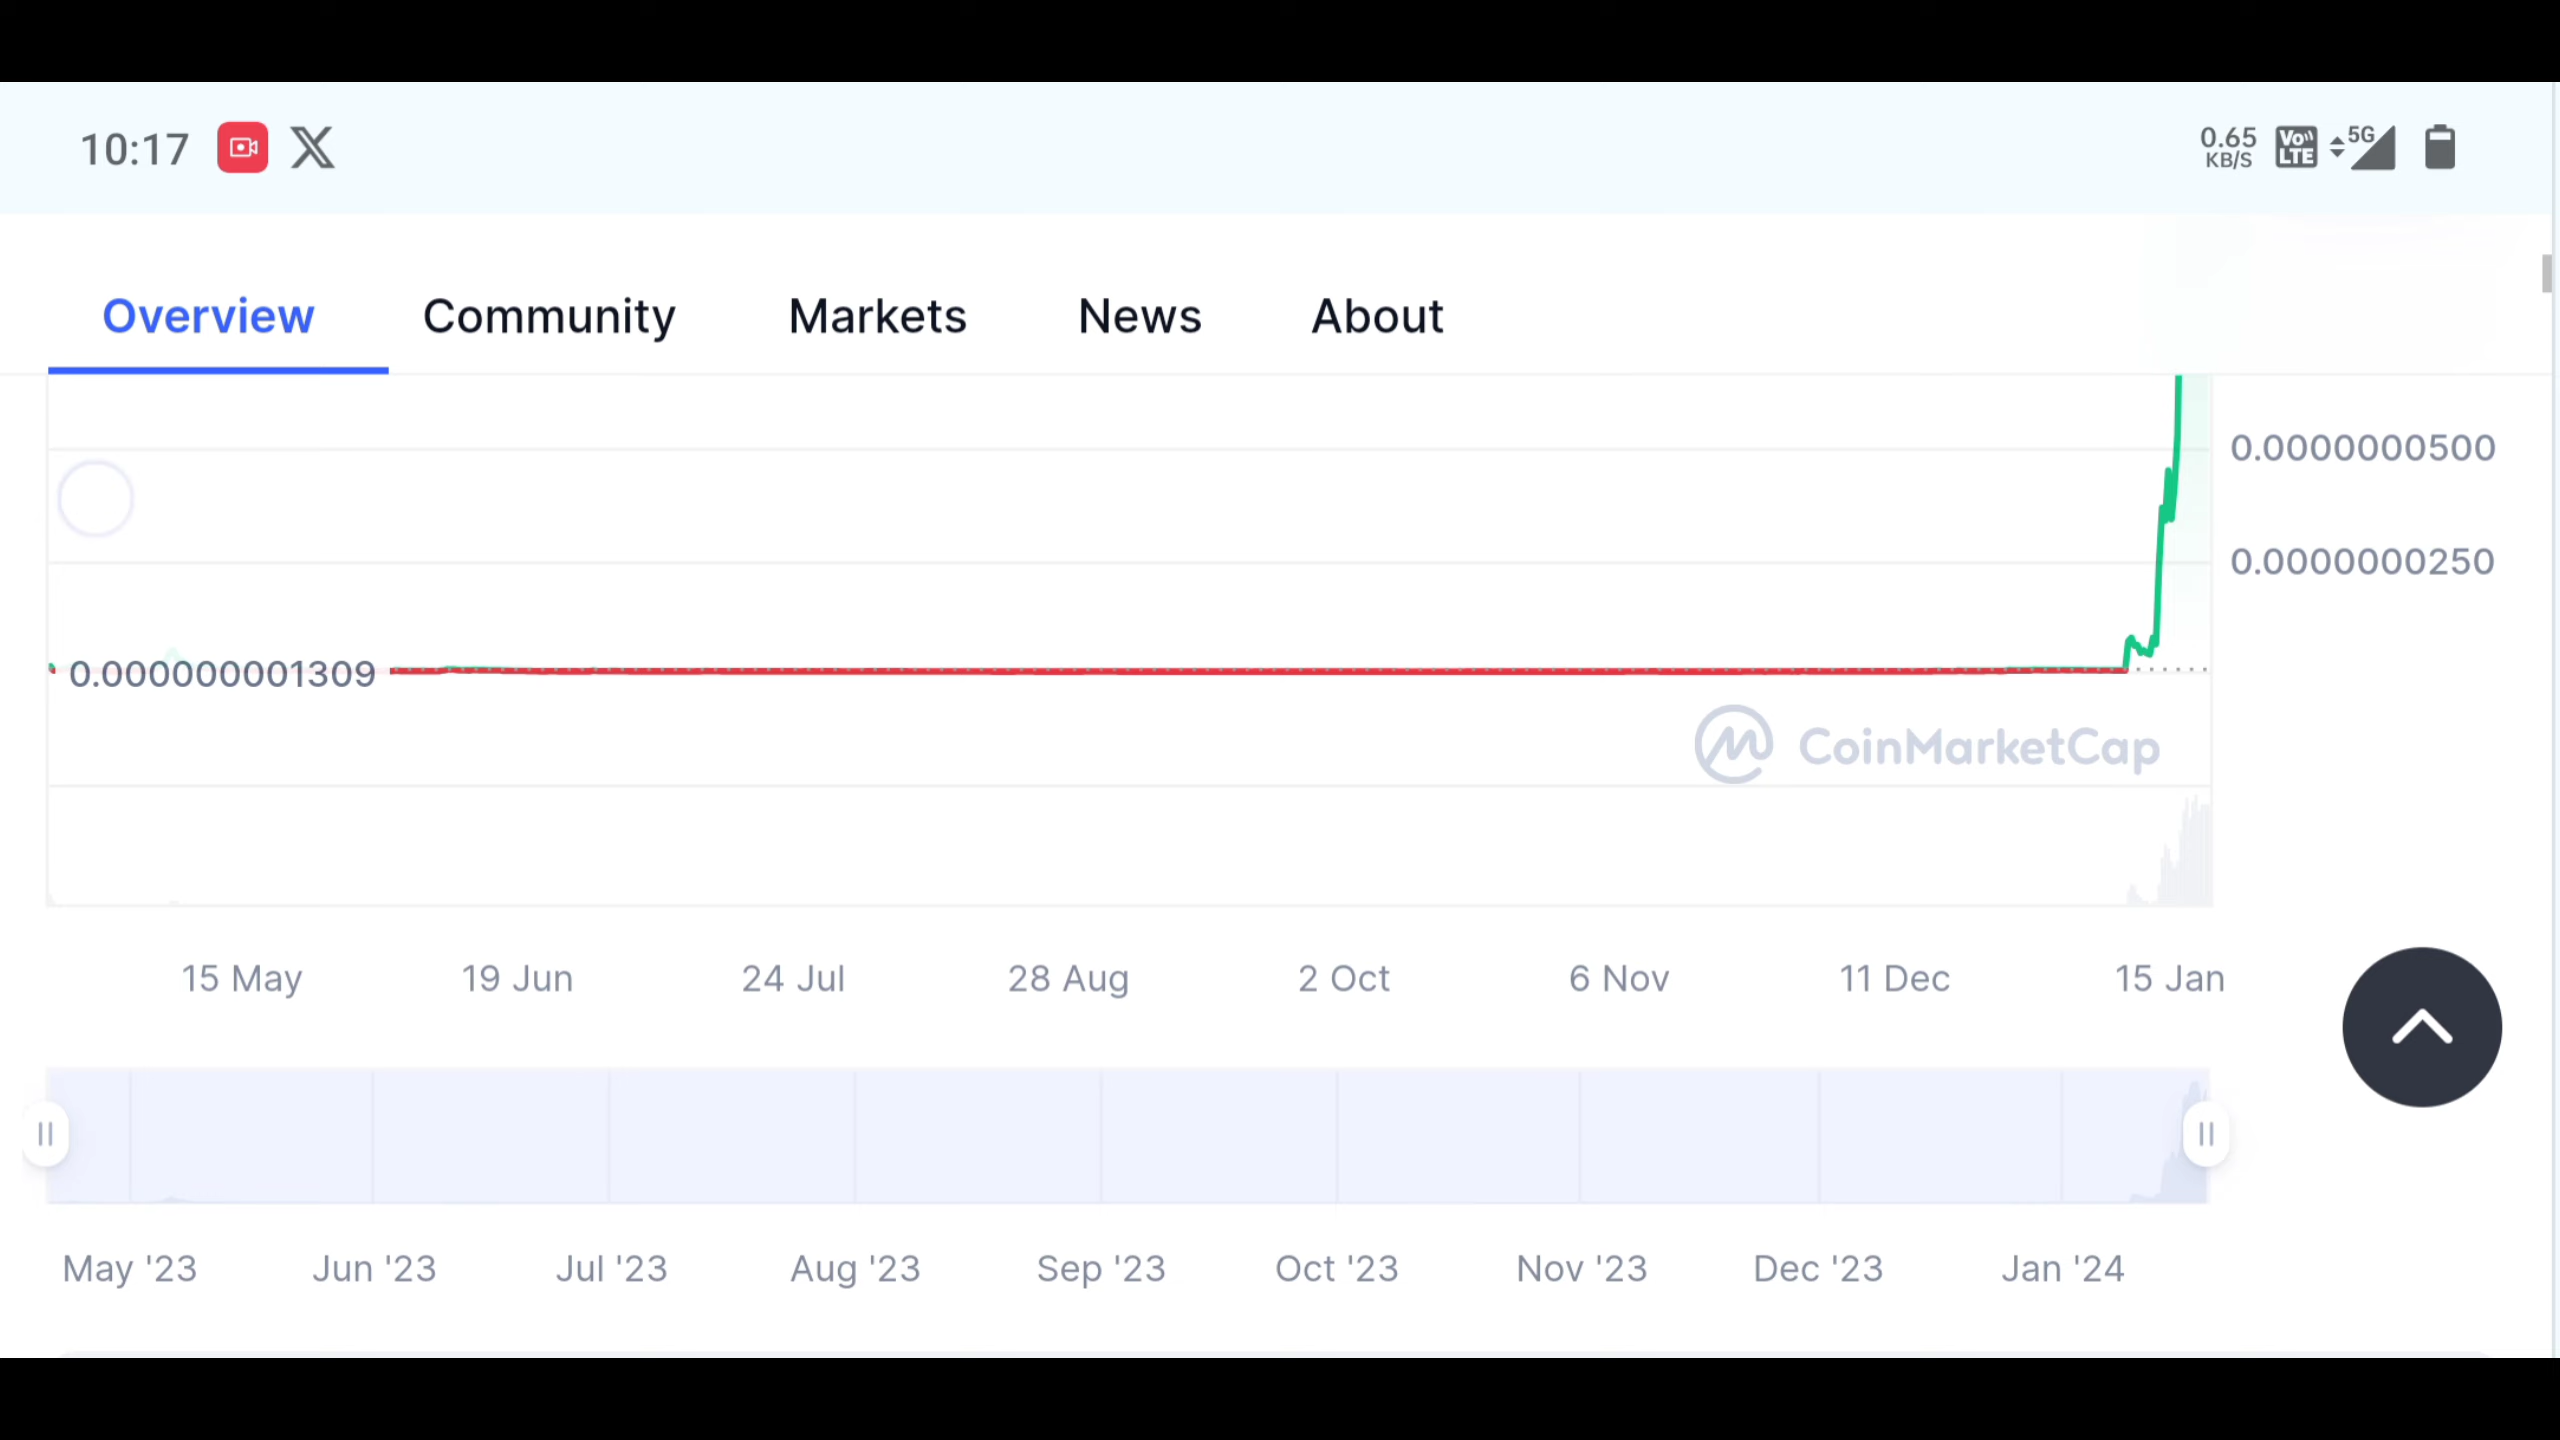 10:17 0.65 KB/S Vo LTE 5G
Overview Community Markets News About
0.0000000500
0.0000000250
0.000000001309
CoinMarketCap
15 May 19 Jun 24 Jul 28 Aug 2 Oct 6 Nov 11 Dec 15 Jan
May '23 Jun '23 Jul '23 Aug '23 Sep '23 Oct '23 Nov '23 Dec '23 Jan '24